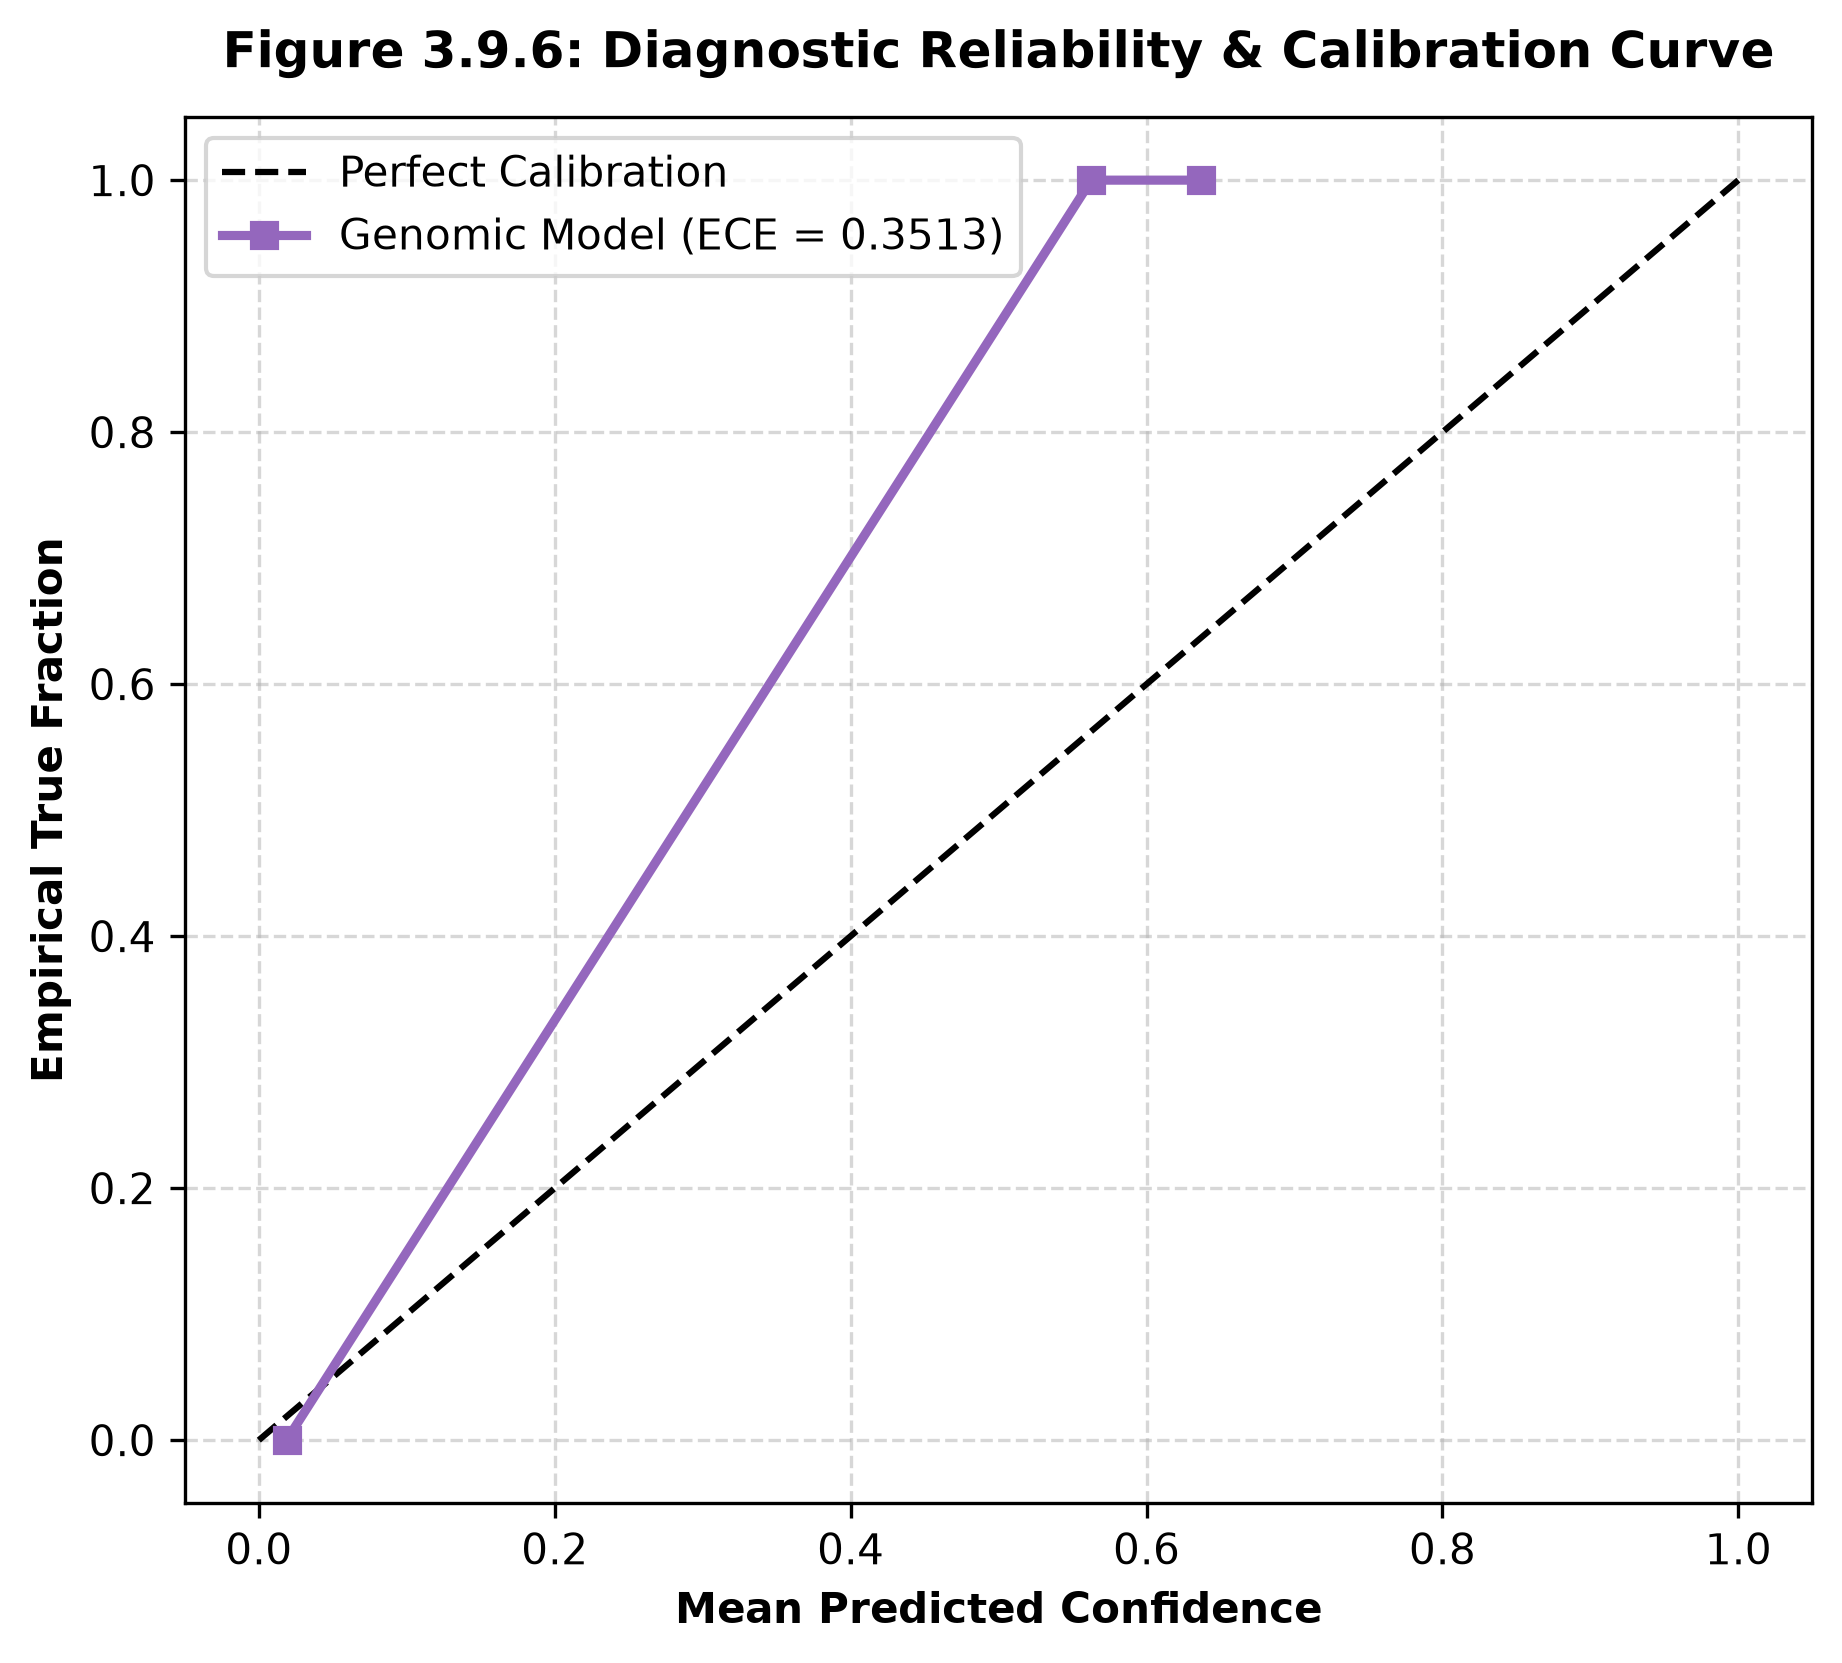 Figure 3.9.6: Diagnostic Reliability & Calibration Curve
Perfect Calibration
Genomic Model (ECE = 0.3513)
Empirical True Fraction
1.0
0.8
0.6
0.4
0.2
0.0
0.0 0.2 0.4 0.6 0.8 1.0
Mean Predicted Confidence